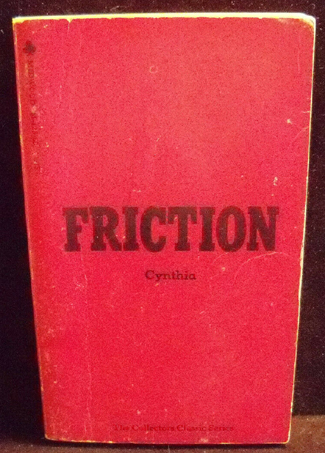 FRICTION
Cynthia
The Collectors Classic Series